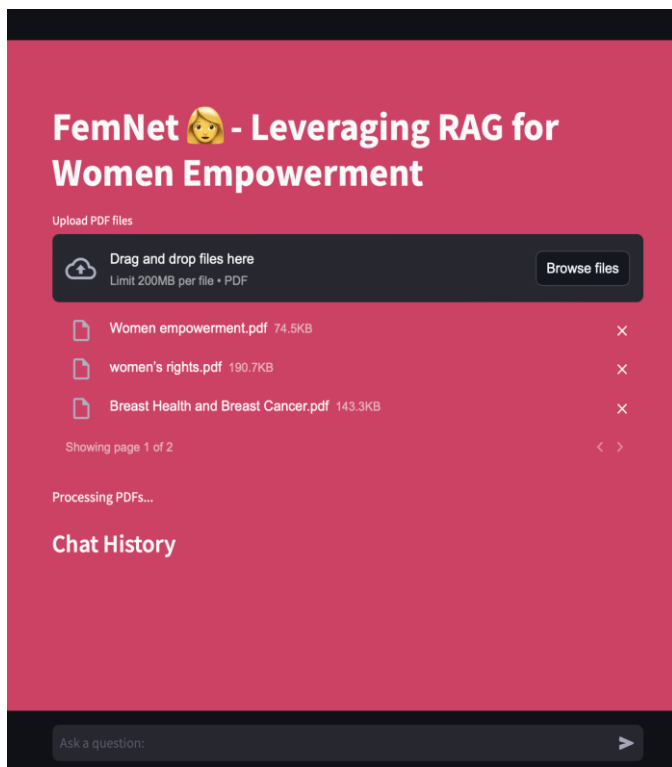 FemNet 👩 - Leveraging RAG for
Women Empowerment
Upload PDF files
Drag and drop files here
Limit 200MB per file • PDF
Browse files
Women empowerment.pdf 74.5KB
women's rights.pdf 190.7KB
Breast Health and Breast Cancer.pdf 143.3KB
Showing page 1 of 2
Processing PDFs...
Chat History
Ask a question: